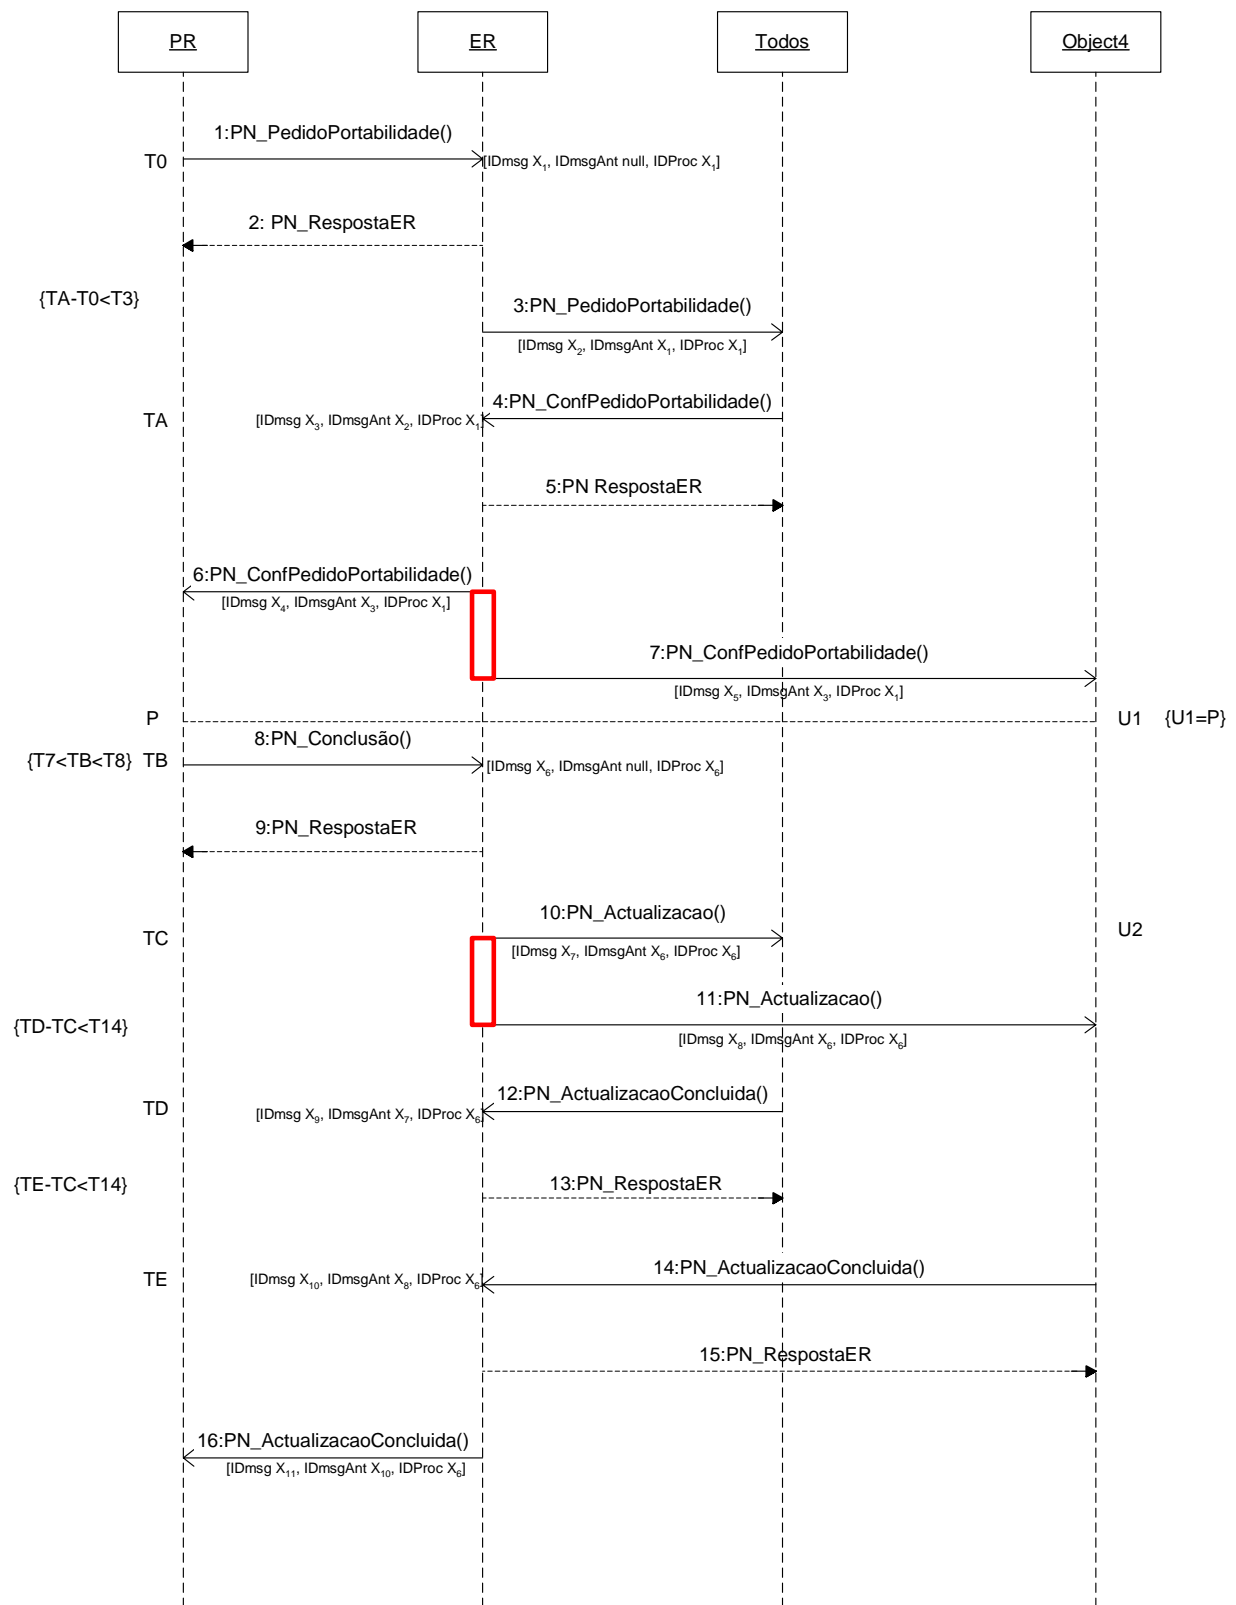 PR
ER
Todos
Object4
1:PN_PedidoPortabilidade()
T0
[IDmsg X₁, IDmsgAnt null, IDProc X₁]
2: PN_RespostaER
{TA-T0<T3}
3:PN_PedidoPortabilidade()
[IDmsg X₂, IDmsgAnt X₁, IDProc X₁]
4:PN_ConfPedidoPortabilidade()
TA
[IDmsg X₃, IDmsgAnt X₂, IDProc X₁]
5:PN RespostaER
6:PN_ConfPedidoPortabilidade()
[IDmsg X₄, IDmsgAnt X₃, IDProc X₁]
7:PN_ConfPedidoPortabilidade()
[IDmsg X₅, IDmsgAnt X₃, IDProc X₁]
P
U1
{U1=P}
8:PN_Conclusão()
{T7<TB<T8}
TB
[IDmsg X₆, IDmsgAnt null, IDProc X₆]
9:PN_RespostaER
10:PN_Actualizacao()
TC
U2
[IDmsg X₇, IDmsgAnt X₆, IDProc X₆]
11:PN_Actualizacao()
{TD-TC<T14}
[IDmsg X₈, IDmsgAnt X₆, IDProc X₆]
12:PN_ActualizacaoConcluida()
TD
[IDmsg X₉, IDmsgAnt X₇, IDProc X₆]
{TE-TC<T14}
13:PN_RespostaER
14:PN_ActualizacaoConcluida()
TE
[IDmsg X₁₀, IDmsgAnt X₈, IDProc X₆]
15:PN_RespostaER
16:PN_ActualizacaoConcluida()
[IDmsg X₁₁, IDmsgAnt X₁₀, IDProc X₆]